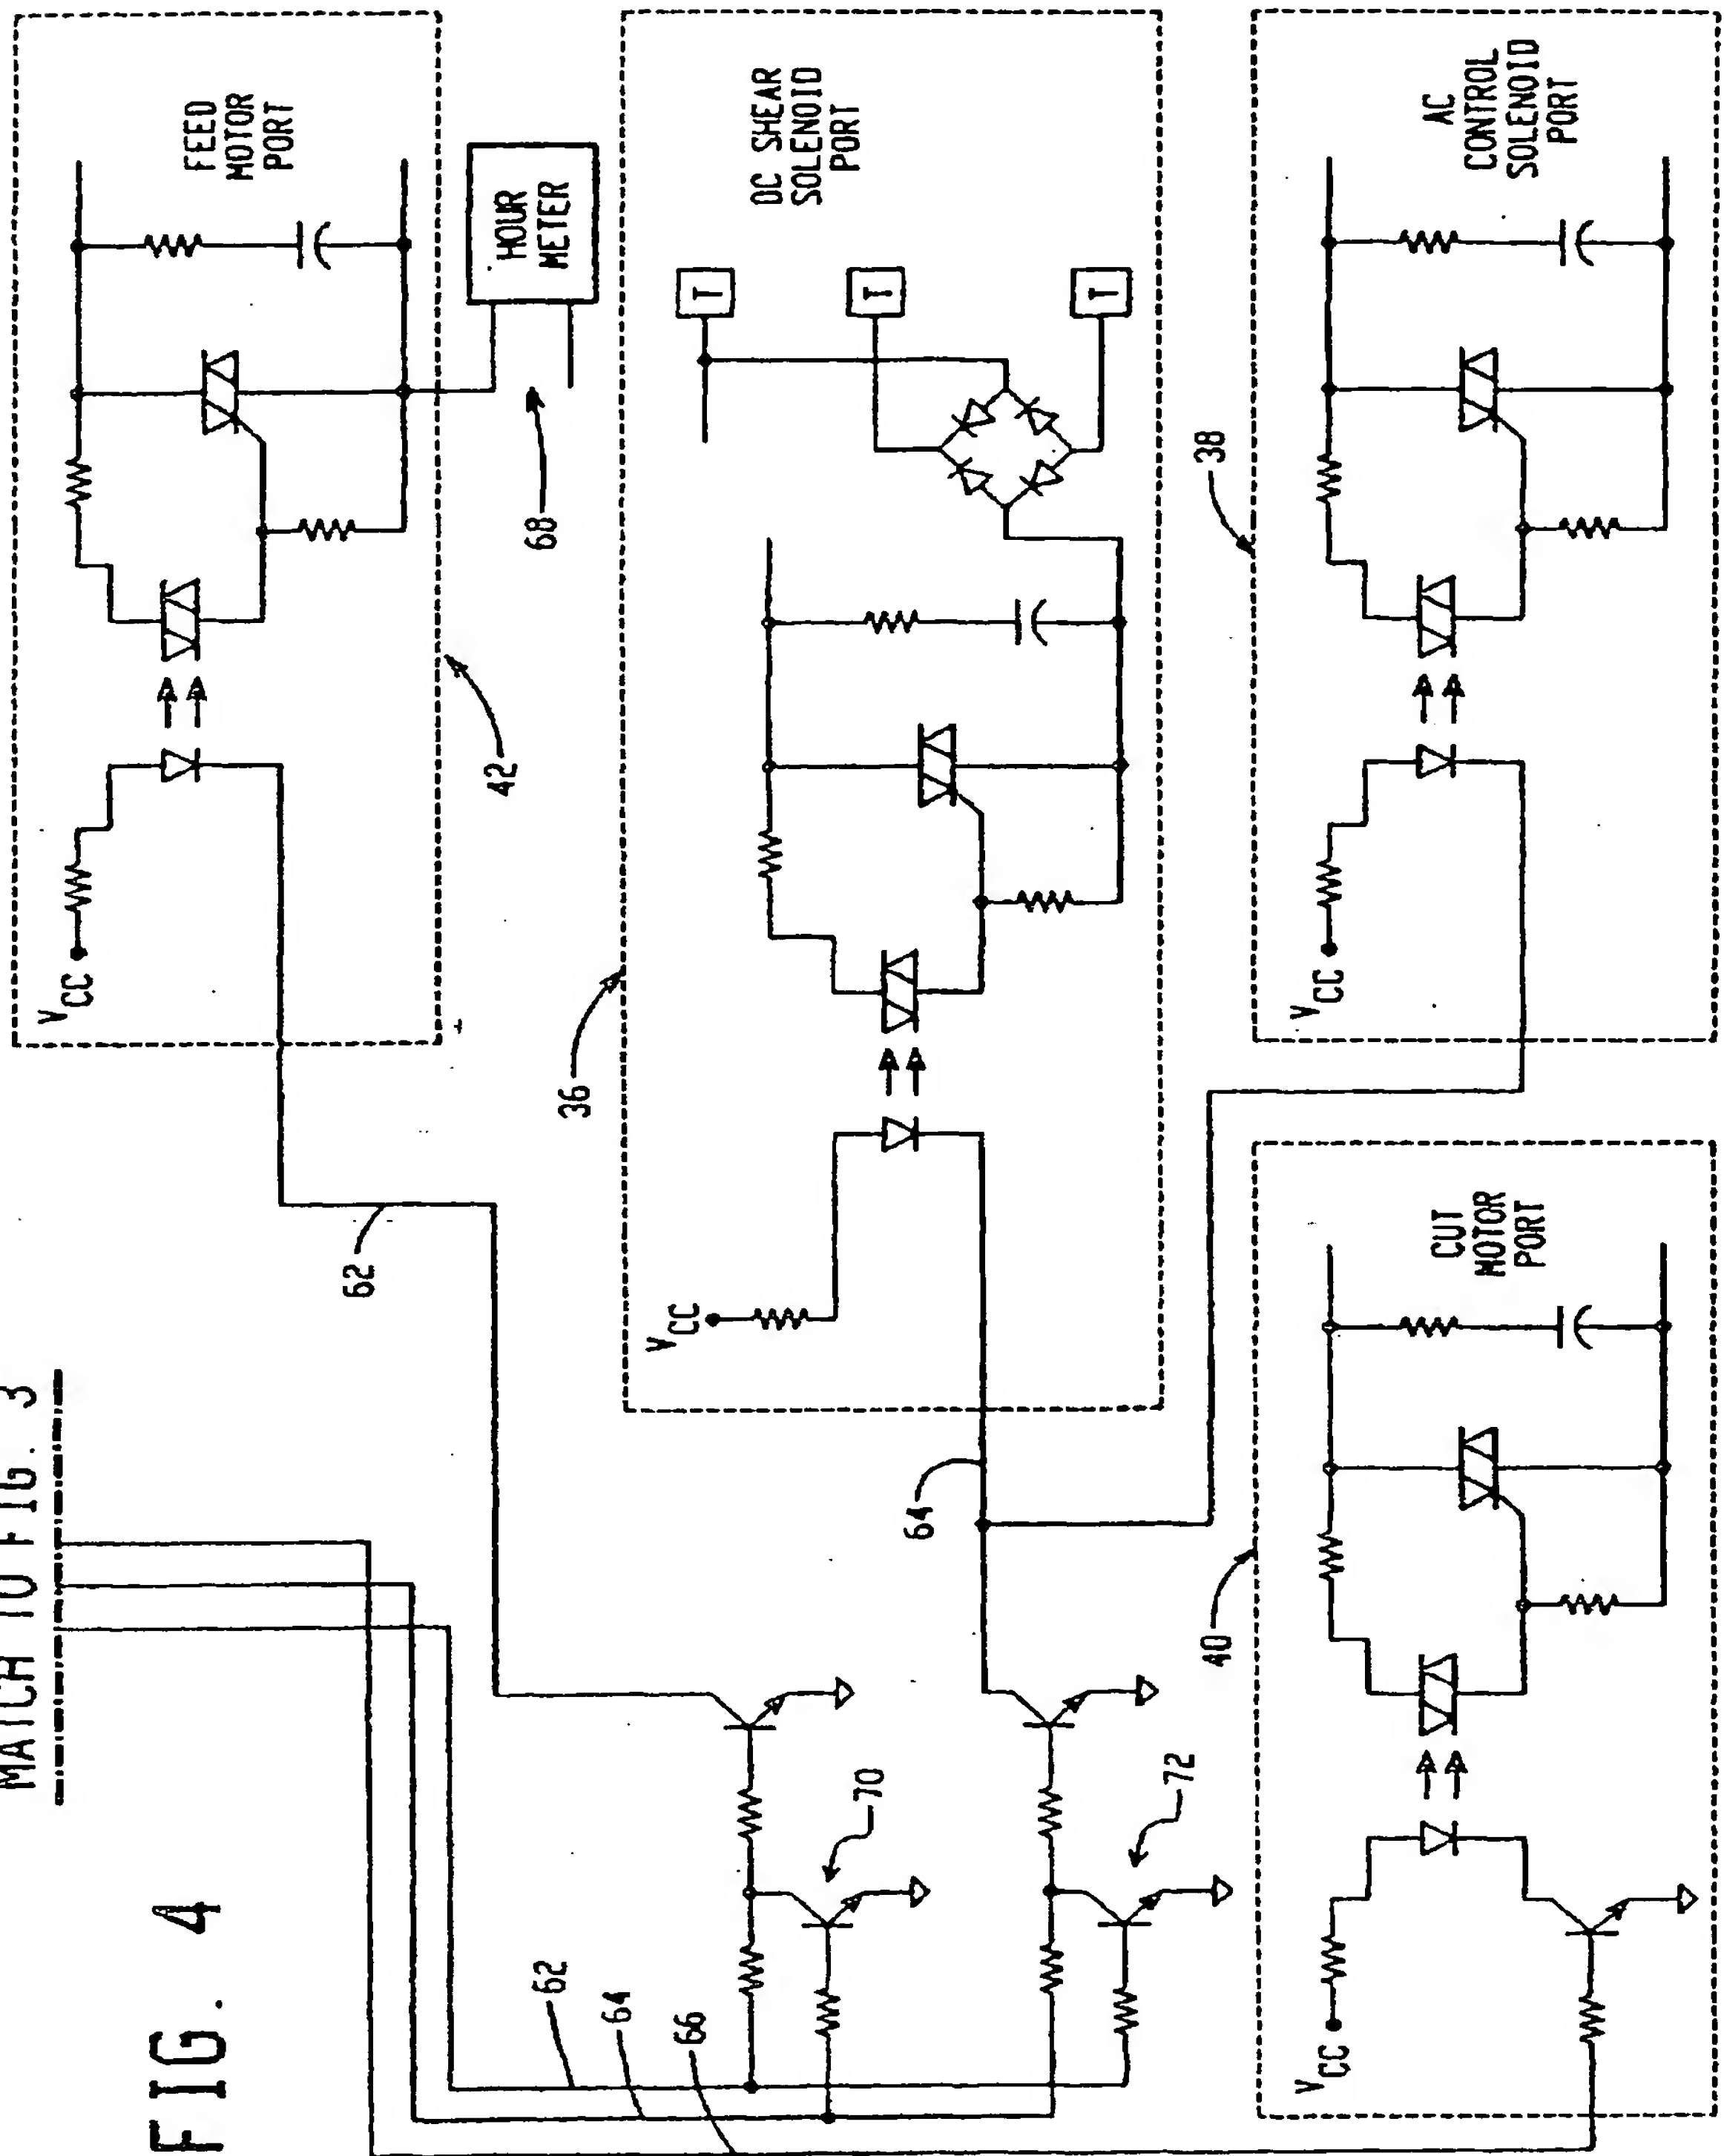 FIG. 4
MATCH TO FIG. 3
62
64
66
70
72
62
64
VCC
FEED
MOTOR
PORT
42
HOUR
METER
68
36
VCC
DC SHEAR
SOLENOID
PORT
T
T
T
38
VCC
AC
CONTROL
SOLENOID
PORT
40
VCC
CUT
MOTOR
PORT